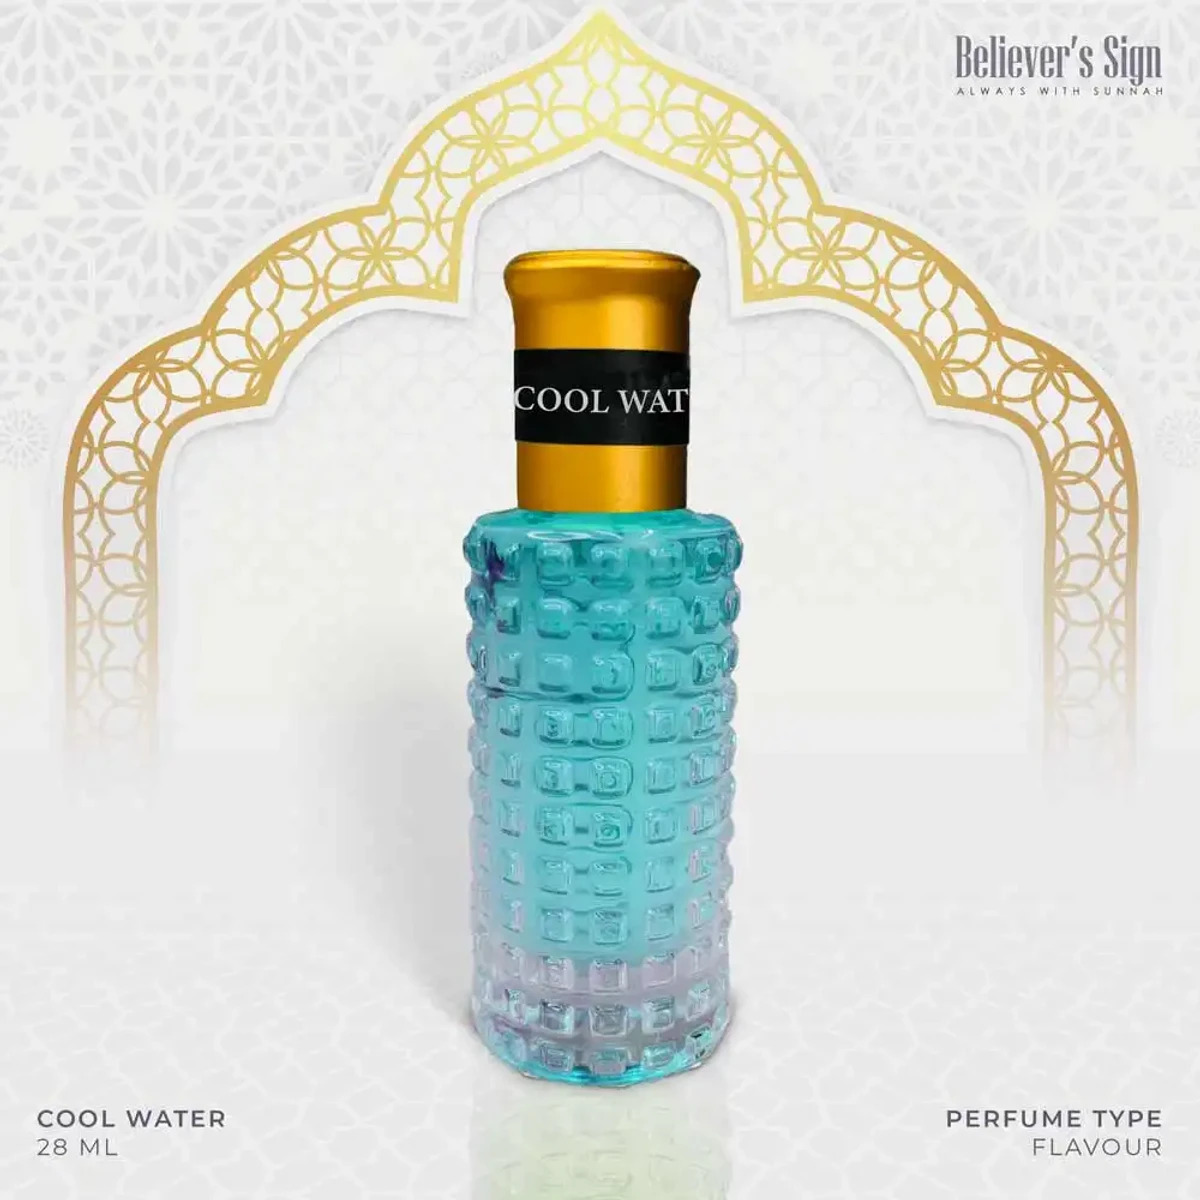 Believer's Sign
ALWAYS WITH SUNNAH
COOL WAT
COOL WATER
28 ML
PERFUME TYPE
FLAVOUR